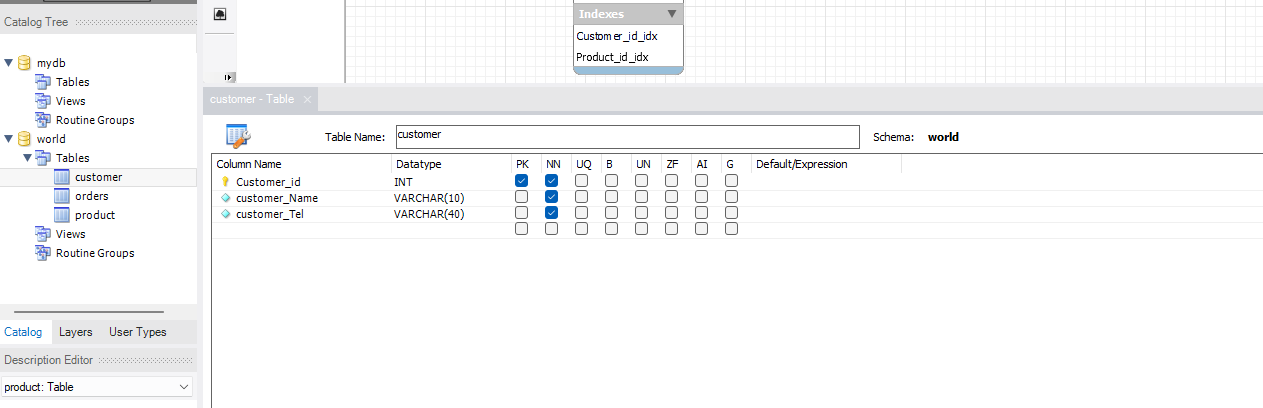 Catalog Tree
mydb
Tables
Views
Routine Groups
world
Tables
customer
orders
product
Views
Routine Groups
Catalog Layers User Types
Description Editor
product: Table
Indexes
Customer_id_idx
Product_id_idx
customer - Table
Table Name: customer Schema: world
Column Name Datatype PK NN UQ B UN ZF AI G Default/Expression
Customer_id INT
customer_Name VARCHAR(10)
customer_Tel VARCHAR(40)